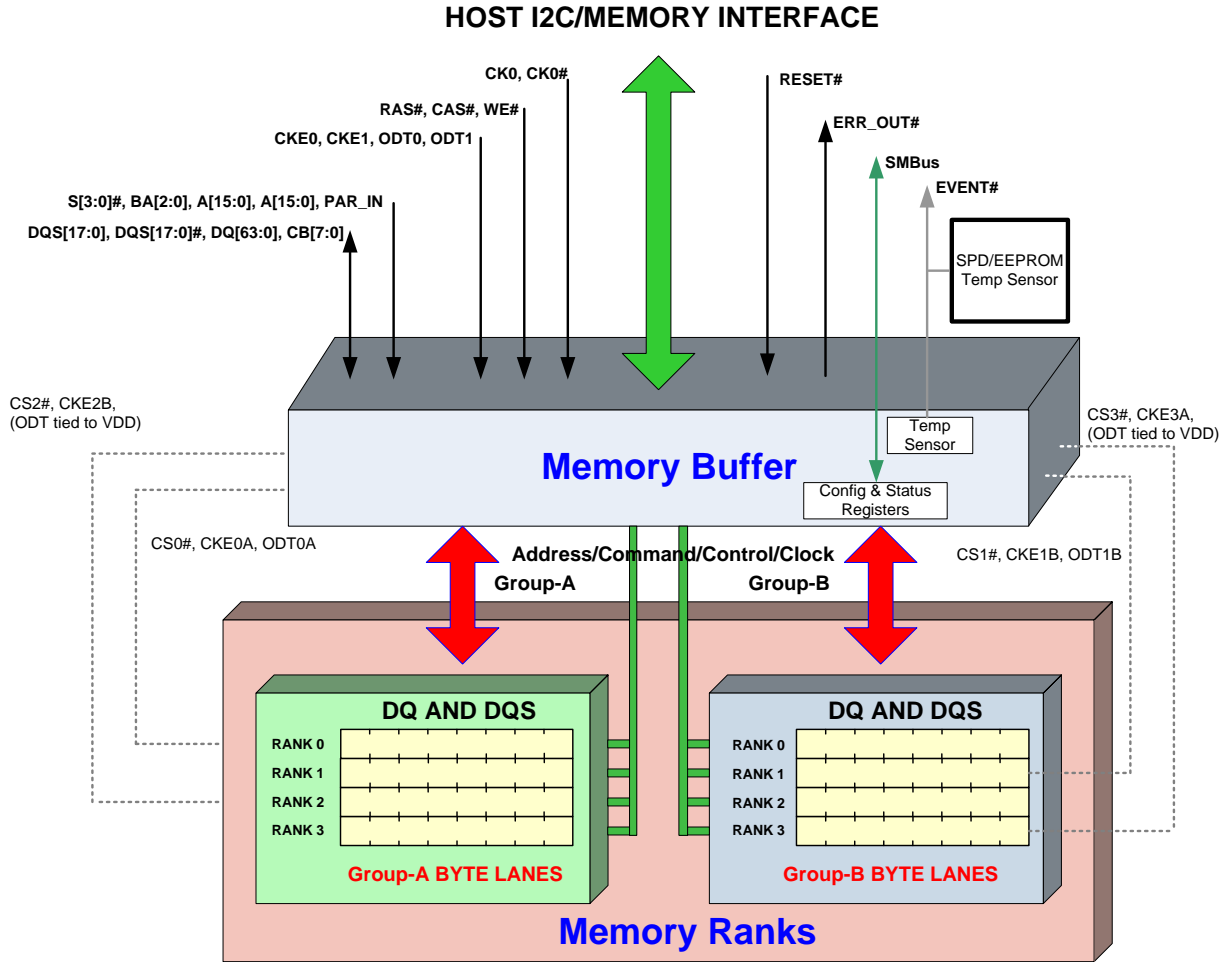 HOST I2C/MEMORY INTERFACE
CK0, CK0#
RESET#
RAS#, CAS#, WE#
ERR_OUT#
CKE0, CKE1, ODT0, ODT1
SMBus
EVENT#
S[3:0]#, BA[2:0], A[15:0], A[15:0], PAR_IN
DQS[17:0], DQS[17:0]#, DQ[63:0], CB[7:0]
SPD/EEPROM
Temp Sensor
CS2#, CKE2B,
(ODT tied to VDD)
CS3#, CKE3A,
(ODT tied to VDD)
Temp
Sensor
Memory Buffer
Config & Status
Registers
CS0#, CKE0A, ODT0A
Address/Command/Control/Clock
CS1#, CKE1B, ODT1B
Group-A
Group-B
DQ AND DQS
RANK 0
RANK 1
RANK 2
RANK 3
Group-A BYTE LANES
DQ AND DQS
RANK 0
RANK 1
RANK 2
RANK 3
Group-B BYTE LANES
Memory Ranks